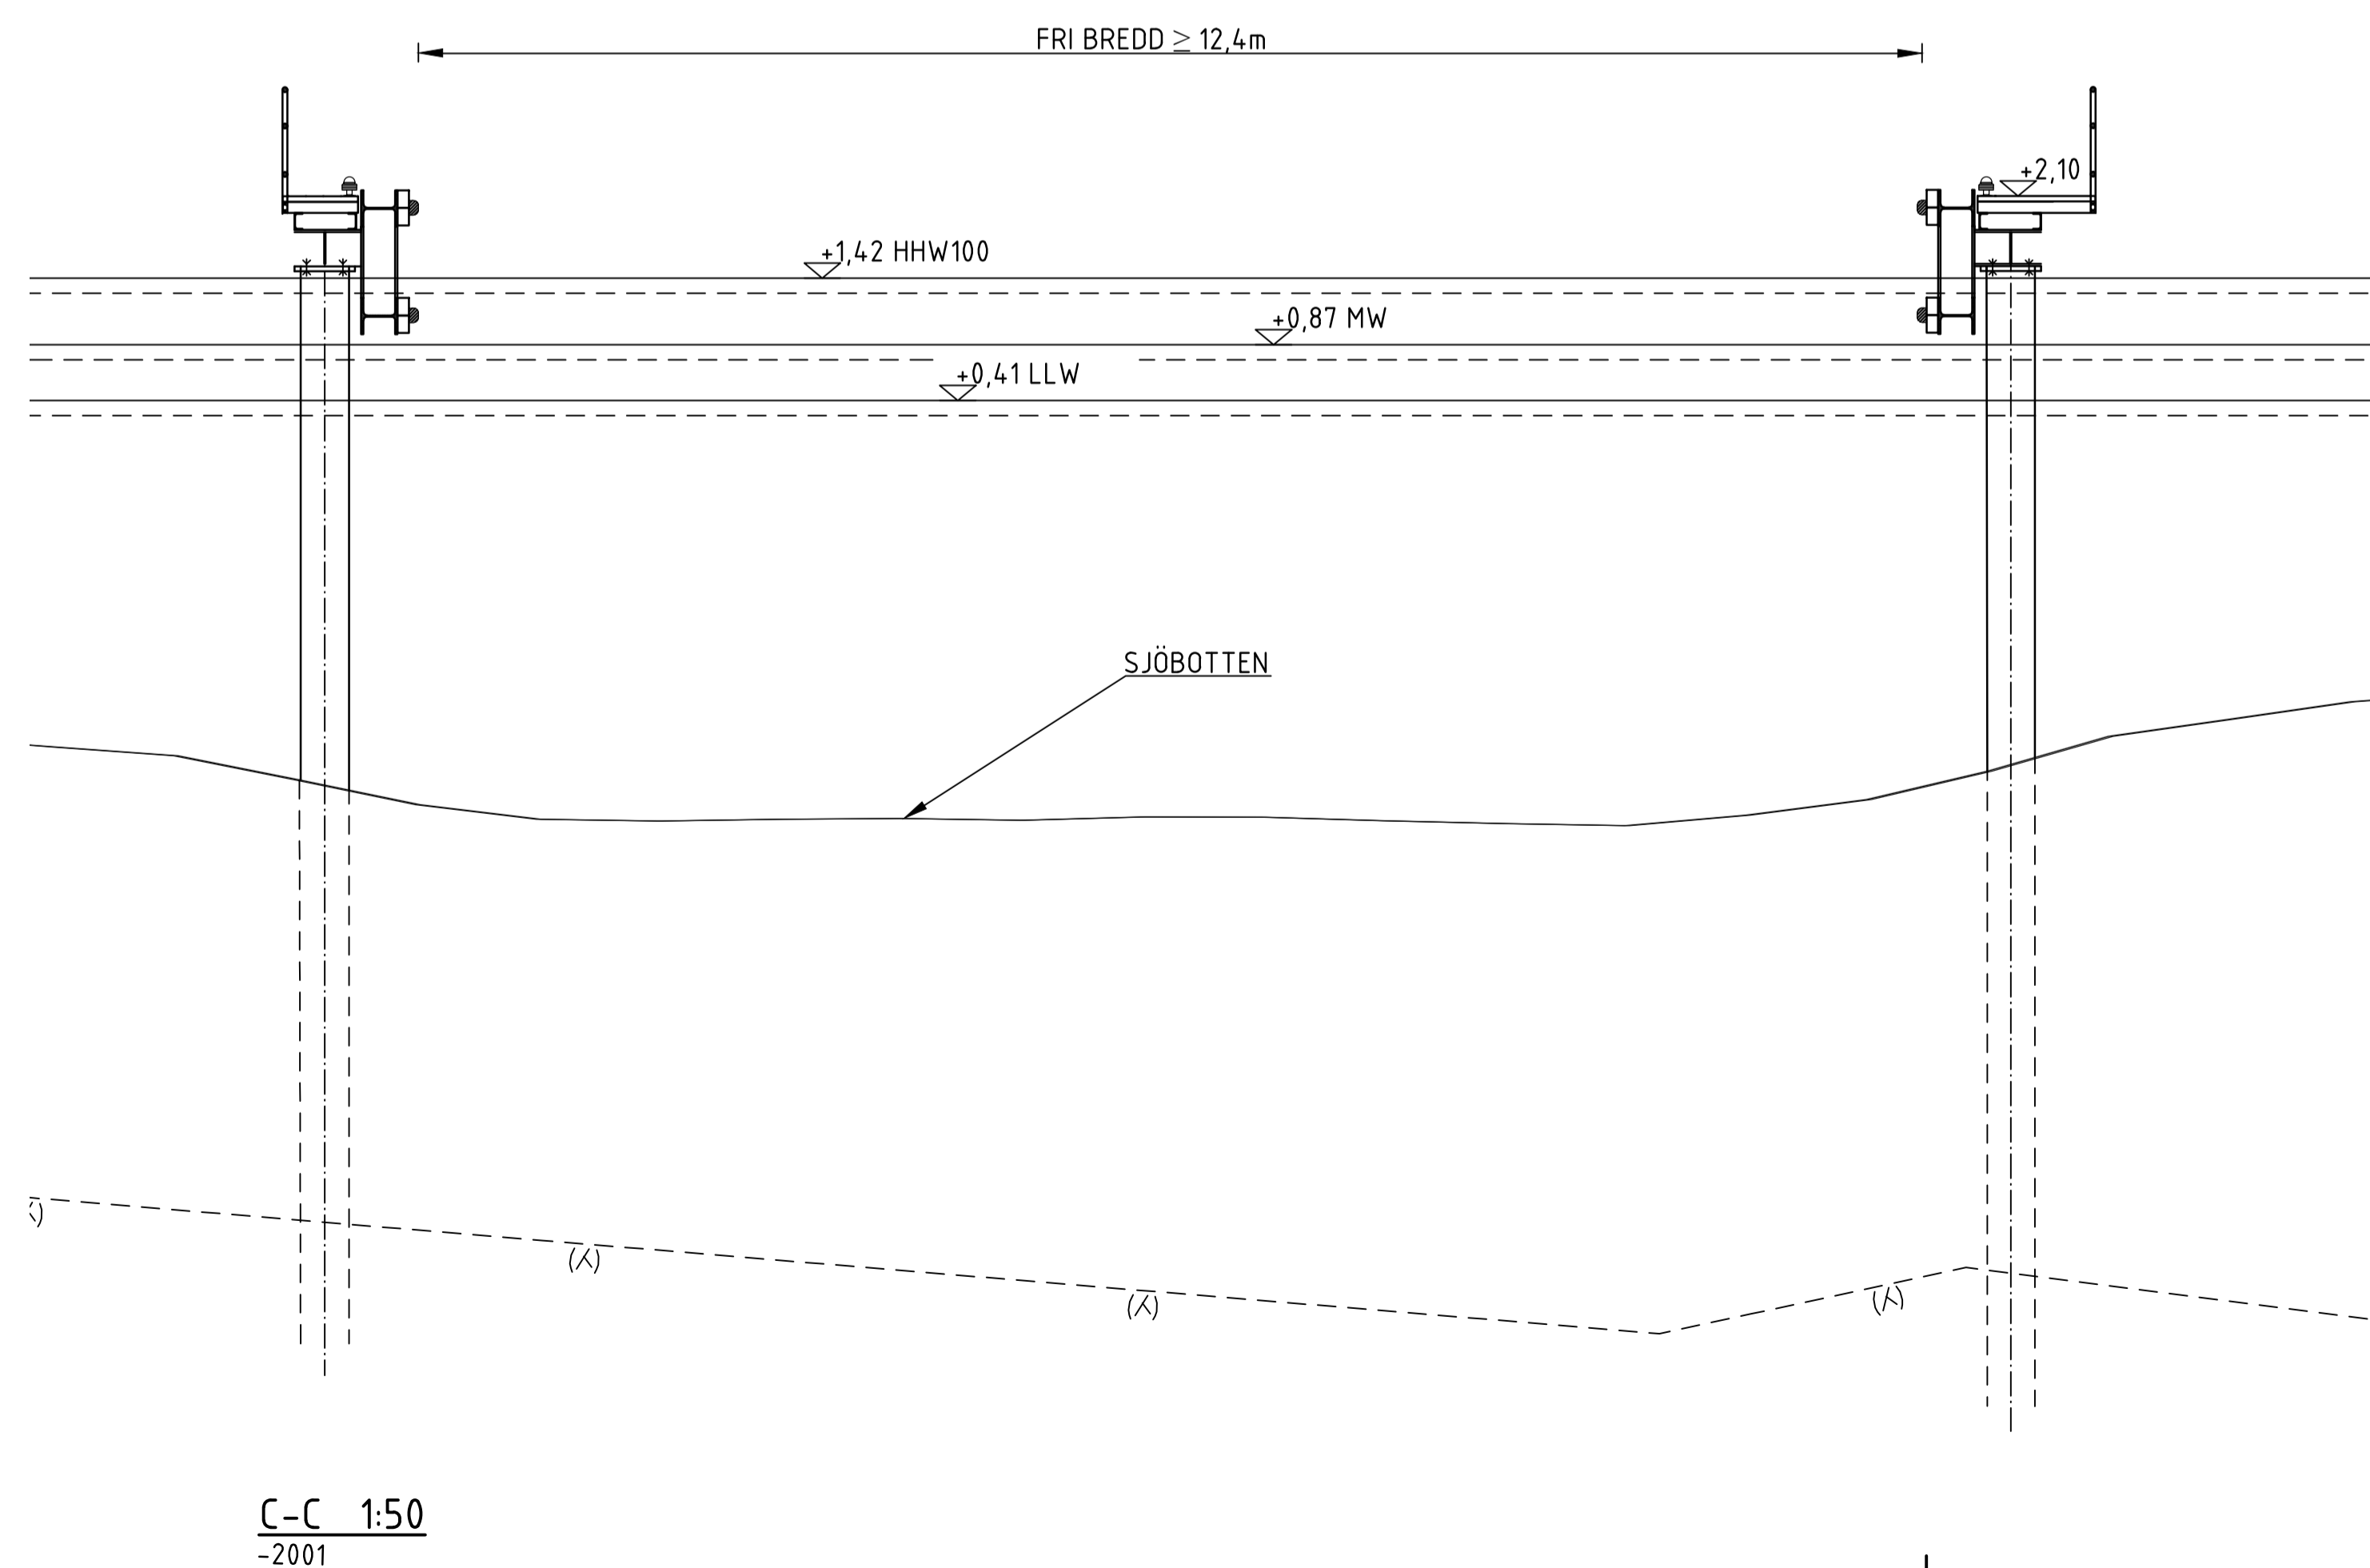 FRI BREDD ≥ 12,4m
+2,10
+1,42 HHW100
+0,87 MW
+0,41 LLW
SJÖBOTTEN
C-C 1:50
-2001